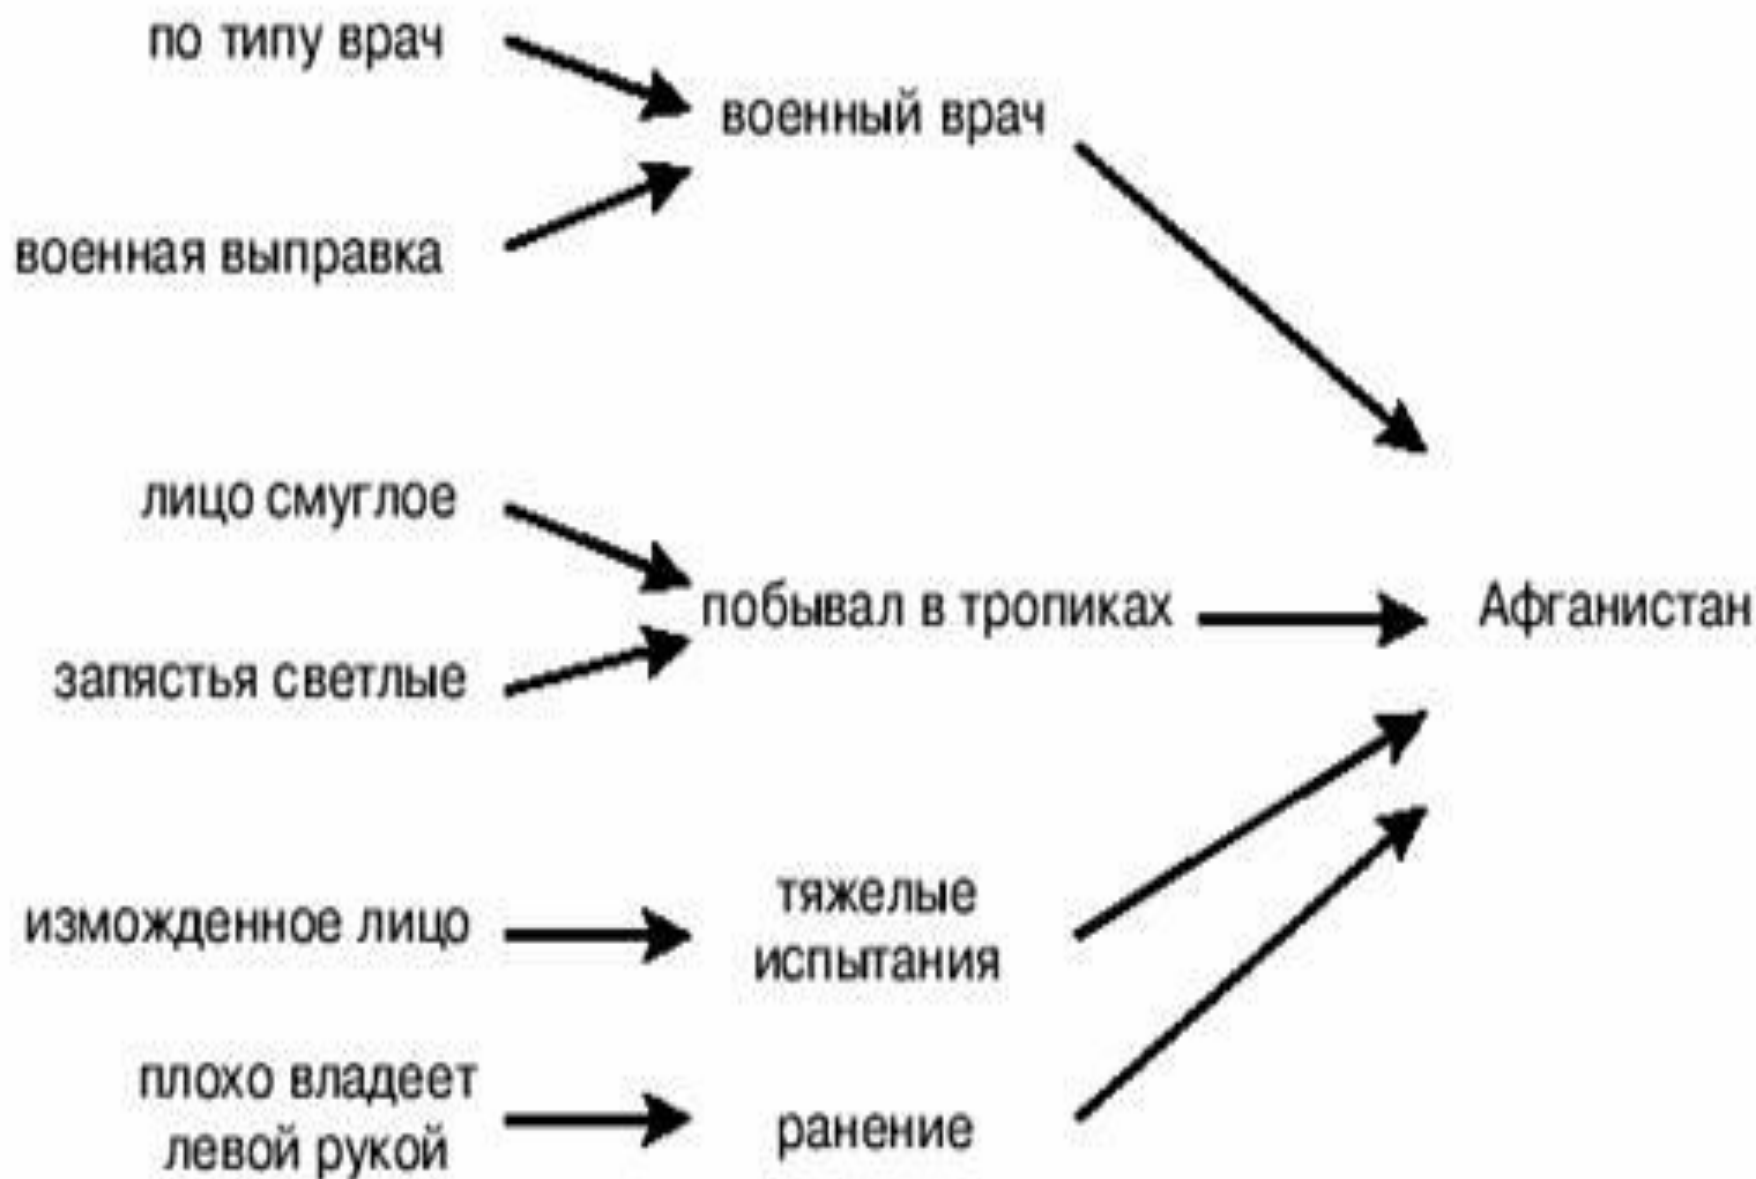 по типу врач
военный врач
военная выправка
лицо смуглое
побывал в тропиках
Афганистан
запястья светлые
изможденное лицо
тяжелые
испытания
плохо владеет
левой рукой
ранение